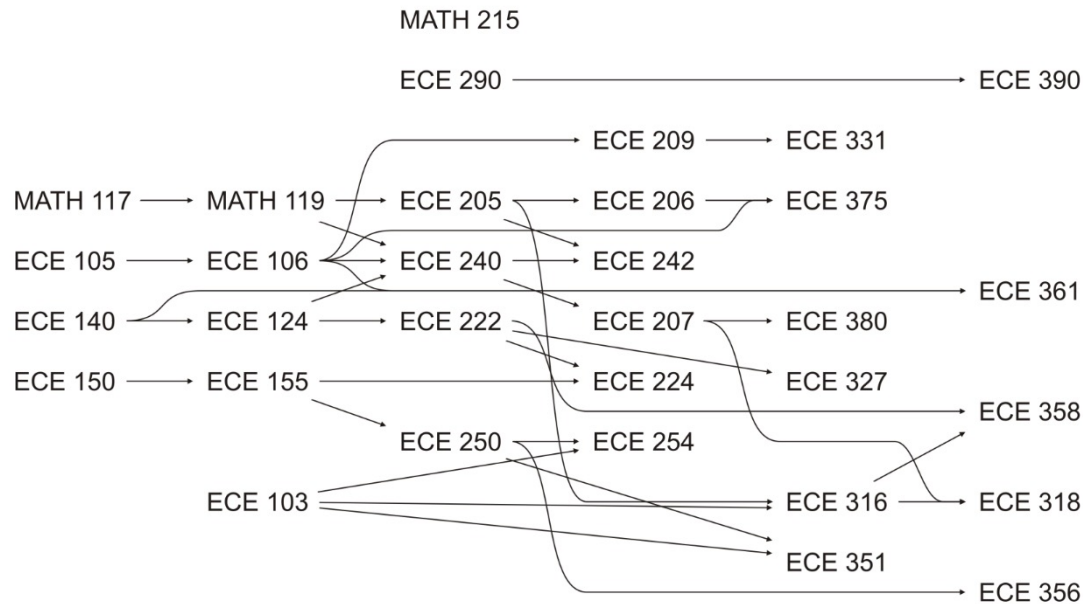 MATH 215
ECE 290 ECE 390
ECE 209 ECE 331
MATH 117 MATH 119 ECE 205 ECE 206 ECE 375
ECE 105 ECE 106 ECE 240 ECE 242
ECE 361
ECE 140 ECE 124 ECE 222 ECE 207 ECE 380
ECE 150 ECE 155 ECE 224 ECE 327
ECE 358
ECE 250 ECE 254
ECE 103 ECE 316 ECE 318
ECE 351
ECE 356